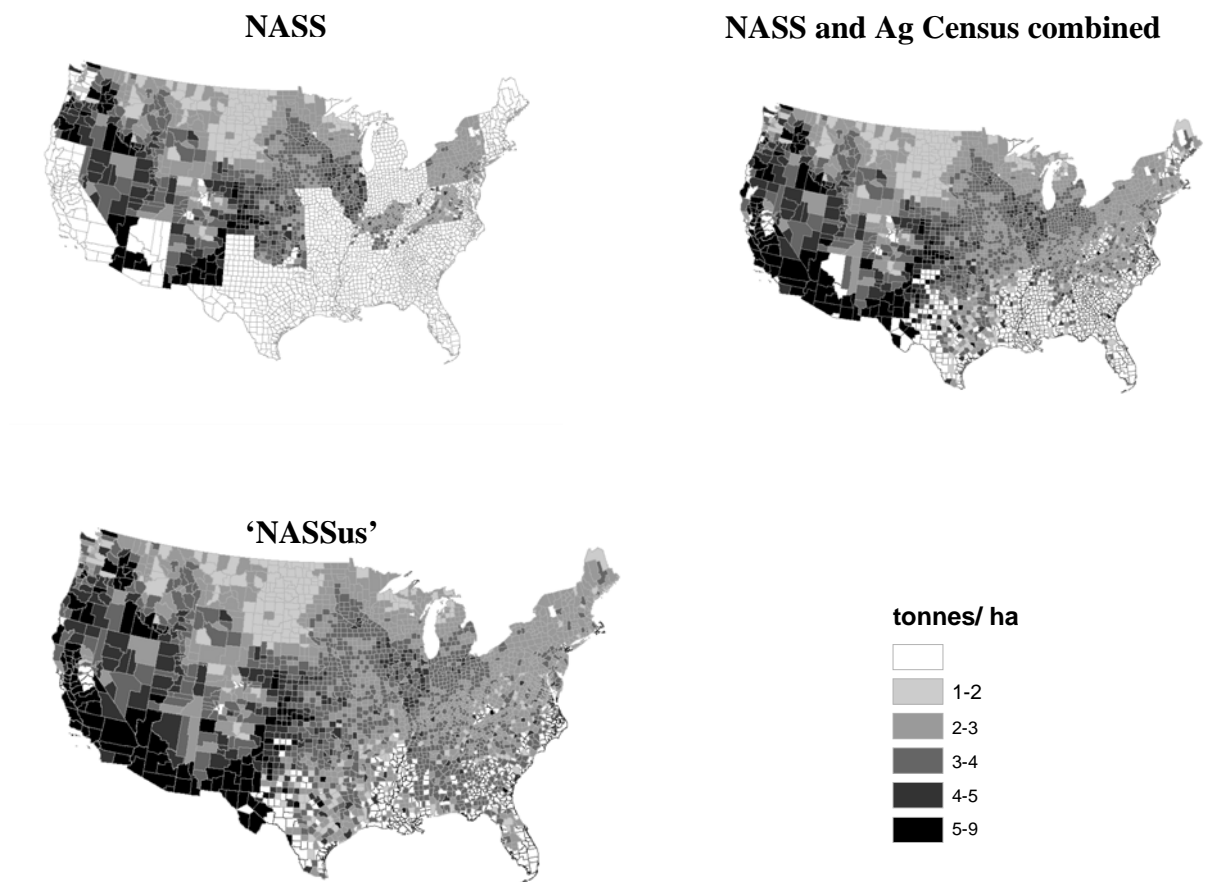 NASS
NASS and Ag Census combined
‘NASSus’
tonnes/ ha
1-2
2-3
3-4
4-5
5-9